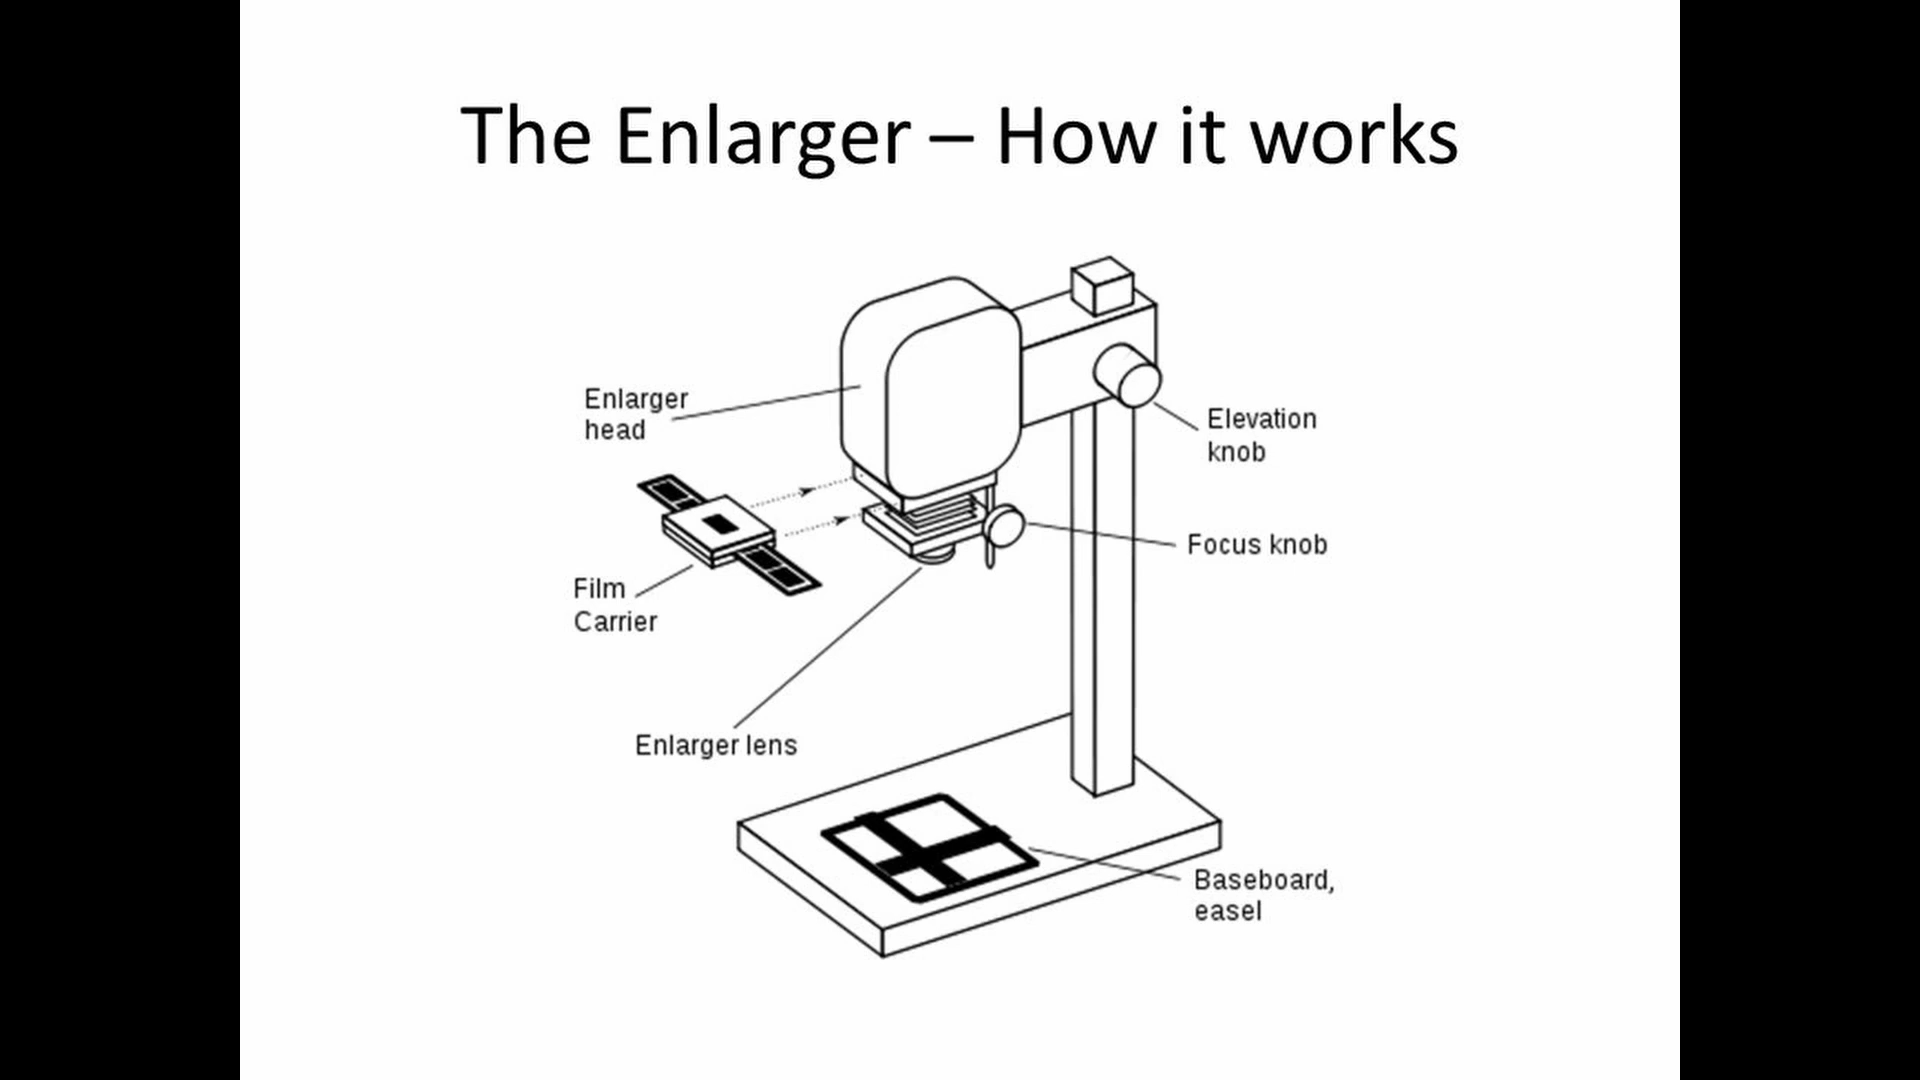 The Enlarger – How it works
Enlarger
head
Elevation
knob
Focus knob
Film
Carrier
Enlarger lens
Baseboard,
easel